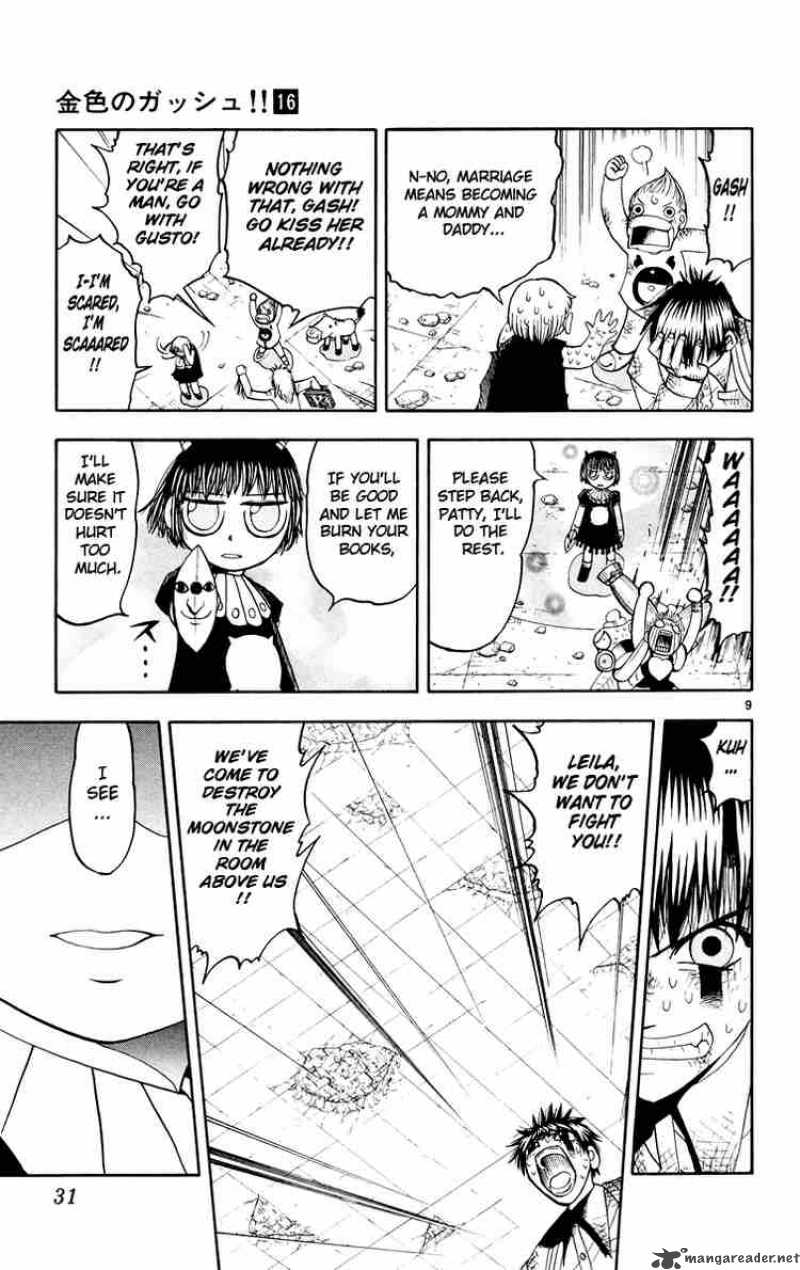 金色のガッシュ!! 16
GASH
!!
N-NO, MARRIAGE
MEANS BECOMING
A MOMMY AND
DADDY...
NOTHING
WRONG WITH
THAT, GASH!
GO KISS HER
ALREADY!!
THAT'S
RIGHT, IF
YOU'RE A
MAN, GO
WITH
GUSTO!
I-I'M
SCARED,
I'M
SCAAARED
!!
WAAAAAAA!!
PLEASE
STEP BACK,
PATTY, I'LL
DO THE
REST.
IF YOU'LL
BE GOOD
AND LET ME
BURN YOUR
BOOKS,
I'LL
MAKE
SURE IT
DOESN'T
HURT
TOO
MUCH.
ス…
9
KUH
...
LEILA,
WE DON'T
WANT TO
FIGHT
YOU!!
WE'VE
COME TO
DESTROY
THE
MOONSTONE
IN THE
ROOM
ABOVE US
!!
I
SEE
...
31
mangareader.net